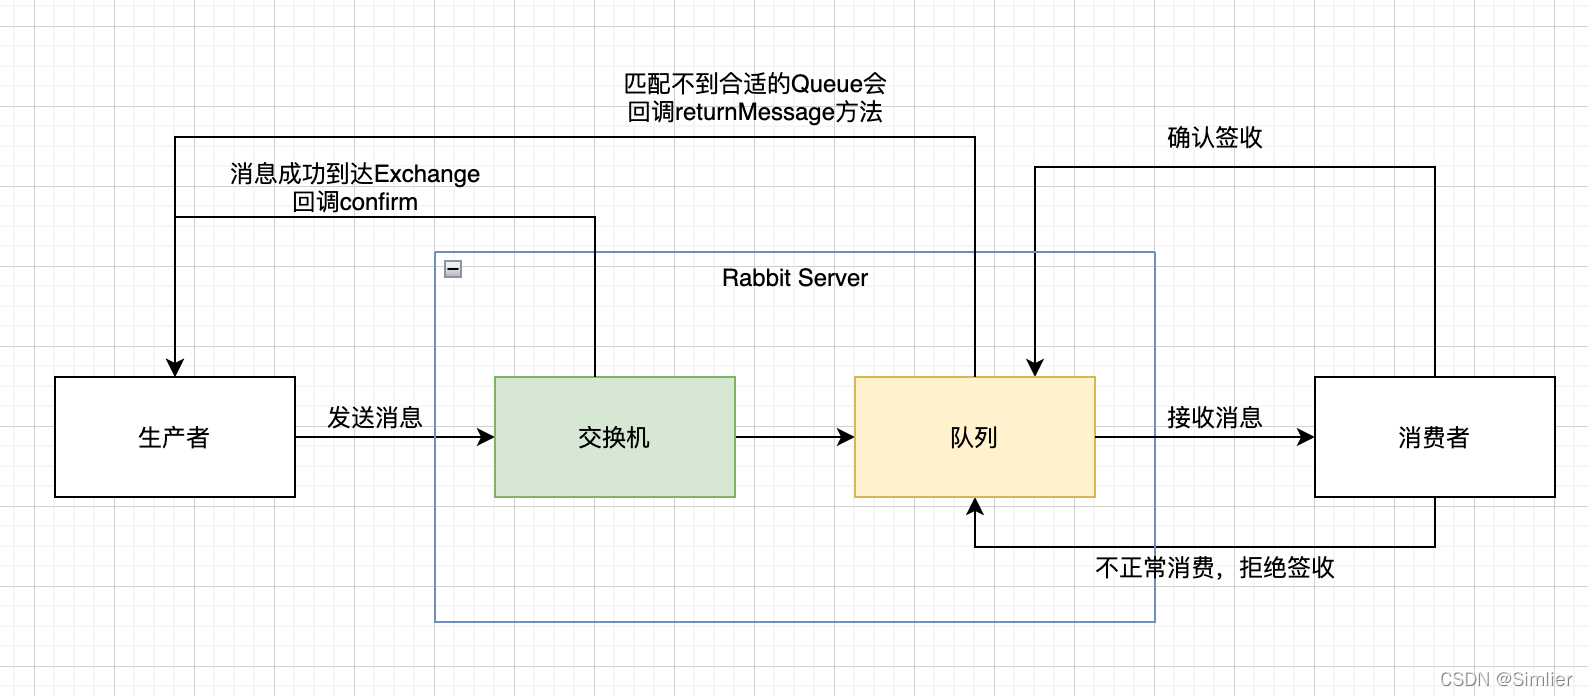 匹配不到合适的Queue会
回调returnMessage方法
确认签收
消息成功到达Exchange
回调confirm
Rabbit Server
生产者
发送消息
交换机
队列
接收消息
消费者
不正常消费，拒绝签收
CSDN @Simlier